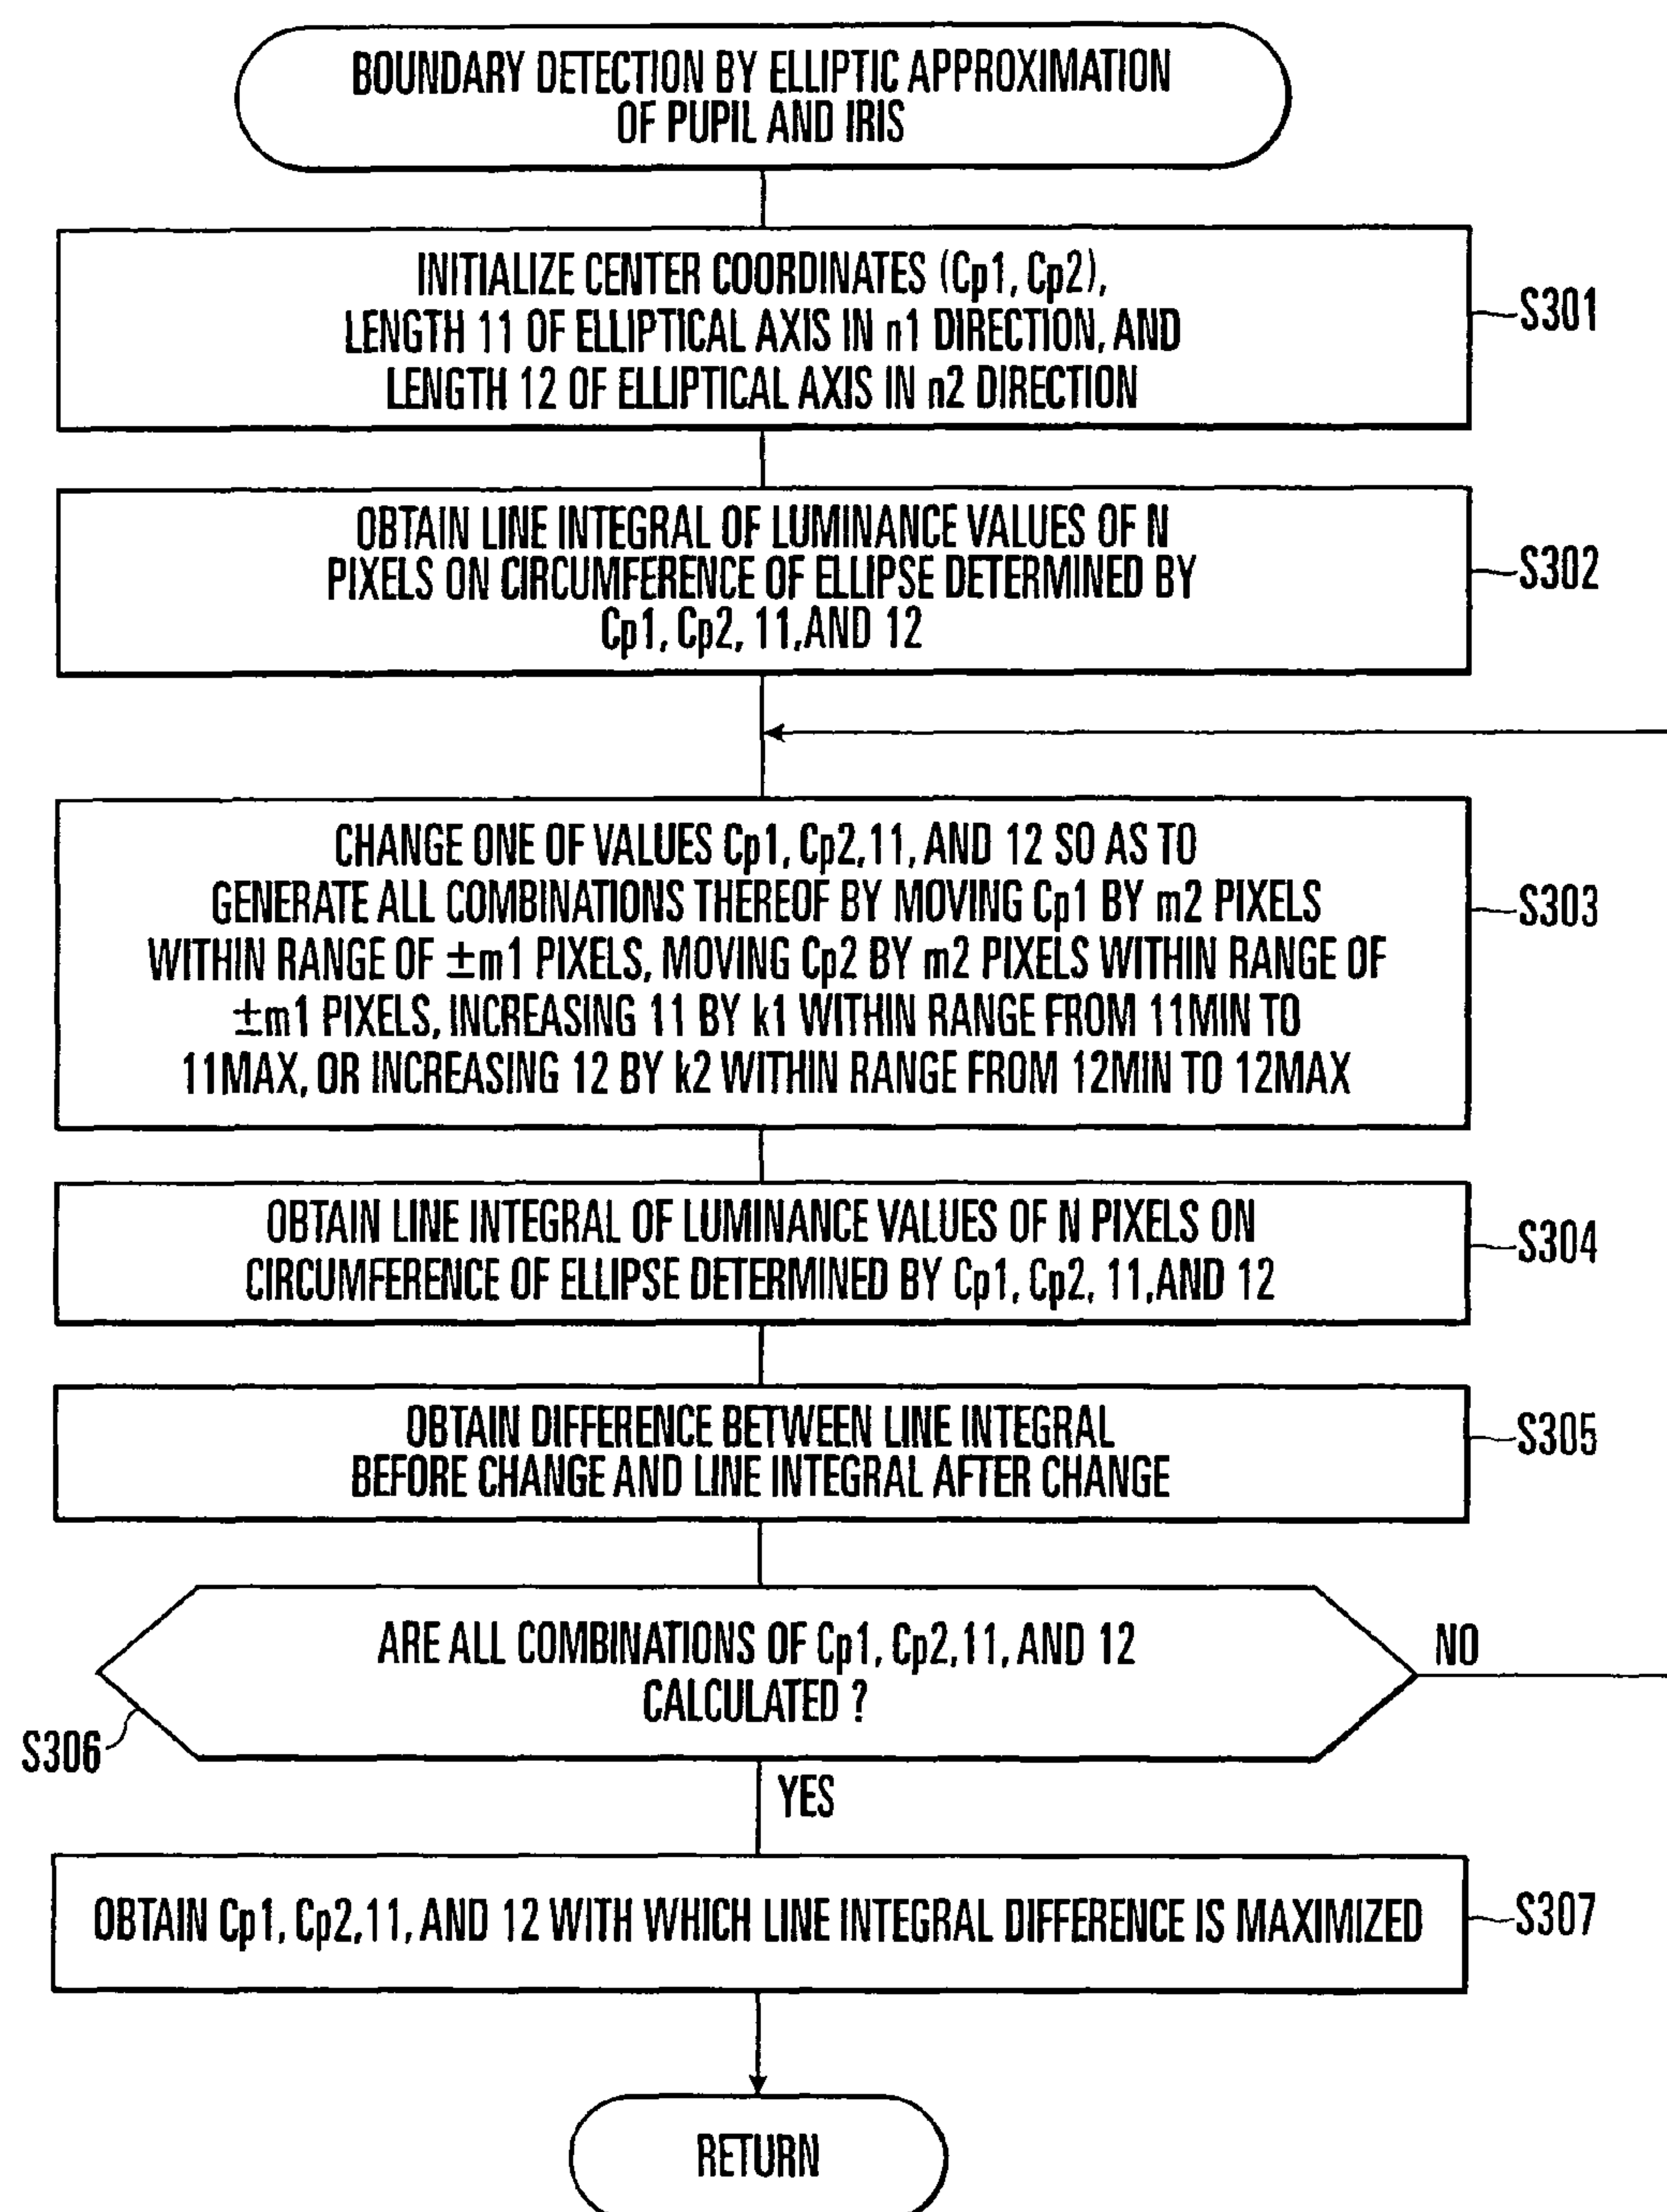 BOUNDARY DETECTION BY ELLIPTIC APPROXIMATION
OF PUPIL AND IRIS
INITIALIZE CENTER COORDINATES (Cp1, Cp2),
LENGTH 11 OF ELLIPTICAL AXIS IN n1 DIRECTION, AND
LENGTH 12 OF ELLIPTICAL AXIS IN n2 DIRECTION
S301
OBTAIN LINE INTEGRAL OF LUMINANCE VALUES OF N
PIXELS ON CIRCUMFERENCE OF ELLIPSE DETERMINED BY
Cp1, Cp2, 11,AND 12
S302
CHANGE ONE OF VALUES Cp1, Cp2,11, AND 12 SO AS TO
GENERATE ALL COMBINATIONS THEREOF BY MOVING Cp1 BY m2 PIXELS
WITHIN RANGE OF ±m1 PIXELS, MOVING Cp2 BY m2 PIXELS WITHIN RANGE OF
±m1 PIXELS, INCREASING 11 BY k1 WITHIN RANGE FROM 11MIN TO
11MAX, OR INCREASING 12 BY k2 WITHIN RANGE FROM 12MIN TO 12MAX
S303
OBTAIN LINE INTEGRAL OF LUMINANCE VALUES OF N PIXELS ON
CIRCUMFERENCE OF ELLIPSE DETERMINED BY Cp1, Cp2, 11,AND 12
S304
OBTAIN DIFFERENCE BETWEEN LINE INTEGRAL
BEFORE CHANGE AND LINE INTEGRAL AFTER CHANGE
S305
ARE ALL COMBINATIONS OF Cp1, Cp2,11, AND 12
CALCULATED ?
NO
S306
YES
OBTAIN Cp1, Cp2,11, AND 12 WITH WHICH LINE INTEGRAL DIFFERENCE IS MAXIMIZED
S307
RETURN